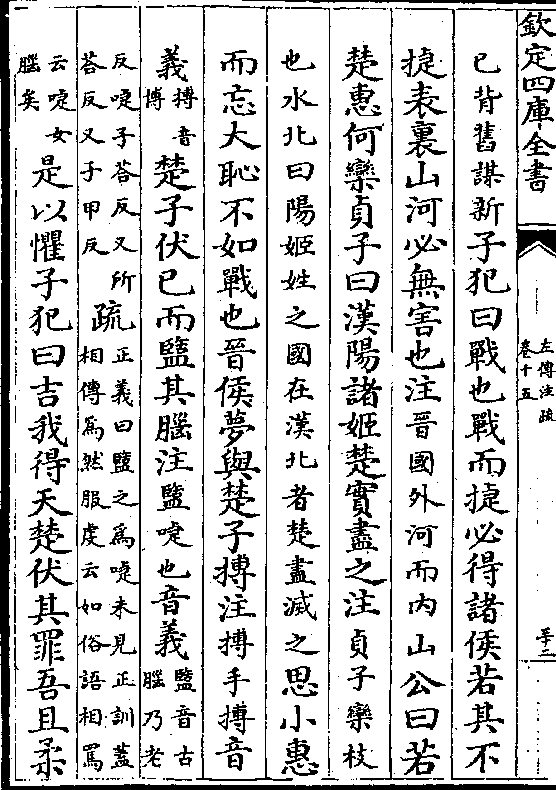 欽定四庫全書
左傳注疏
卷十五
已背舊謀新子犯曰戰也戰而捷必得諸侯若其不
捷表裏山河必無害也注晉國外河而内山公曰若
楚惠何欒貞子曰漢陽諸姬楚實盡之注貞子欒枝
也水北曰陽姬姓之國在漢北者楚盡滅之思小惠
而忘大恥不如戰也晉侯夢與楚子搏注搏手搏音
義搏音
博楚子伏已而盬其腦注盬啑也音義盬音古
腦乃老
反啑子荅反又所
荅反又子甲反疏正義曰盬之為啑未見正訓蓋
相傳為然服虔云如俗語相罵
云啑女
腦矣是以懼子犯曰吉我得天楚伏其罪吾且柔